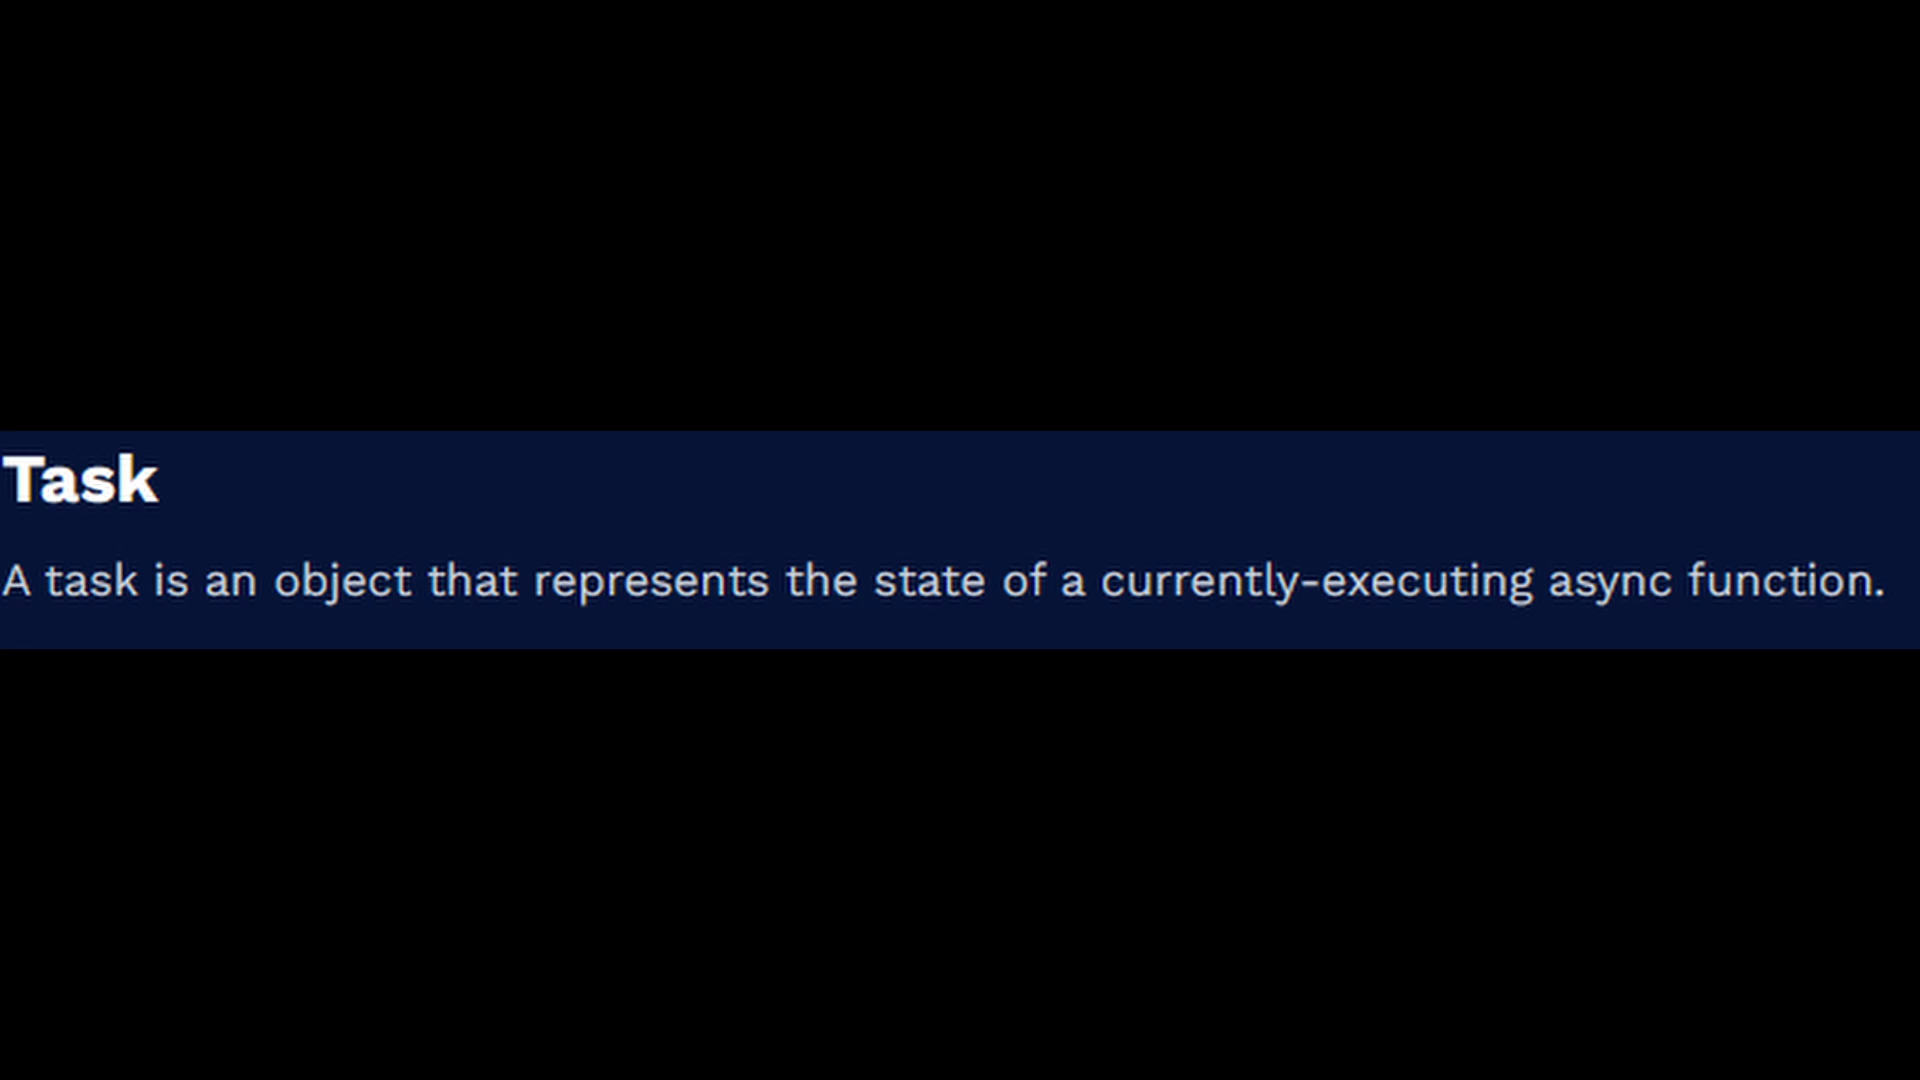 Task
A task is an object that represents the state of a currently-executing async function.